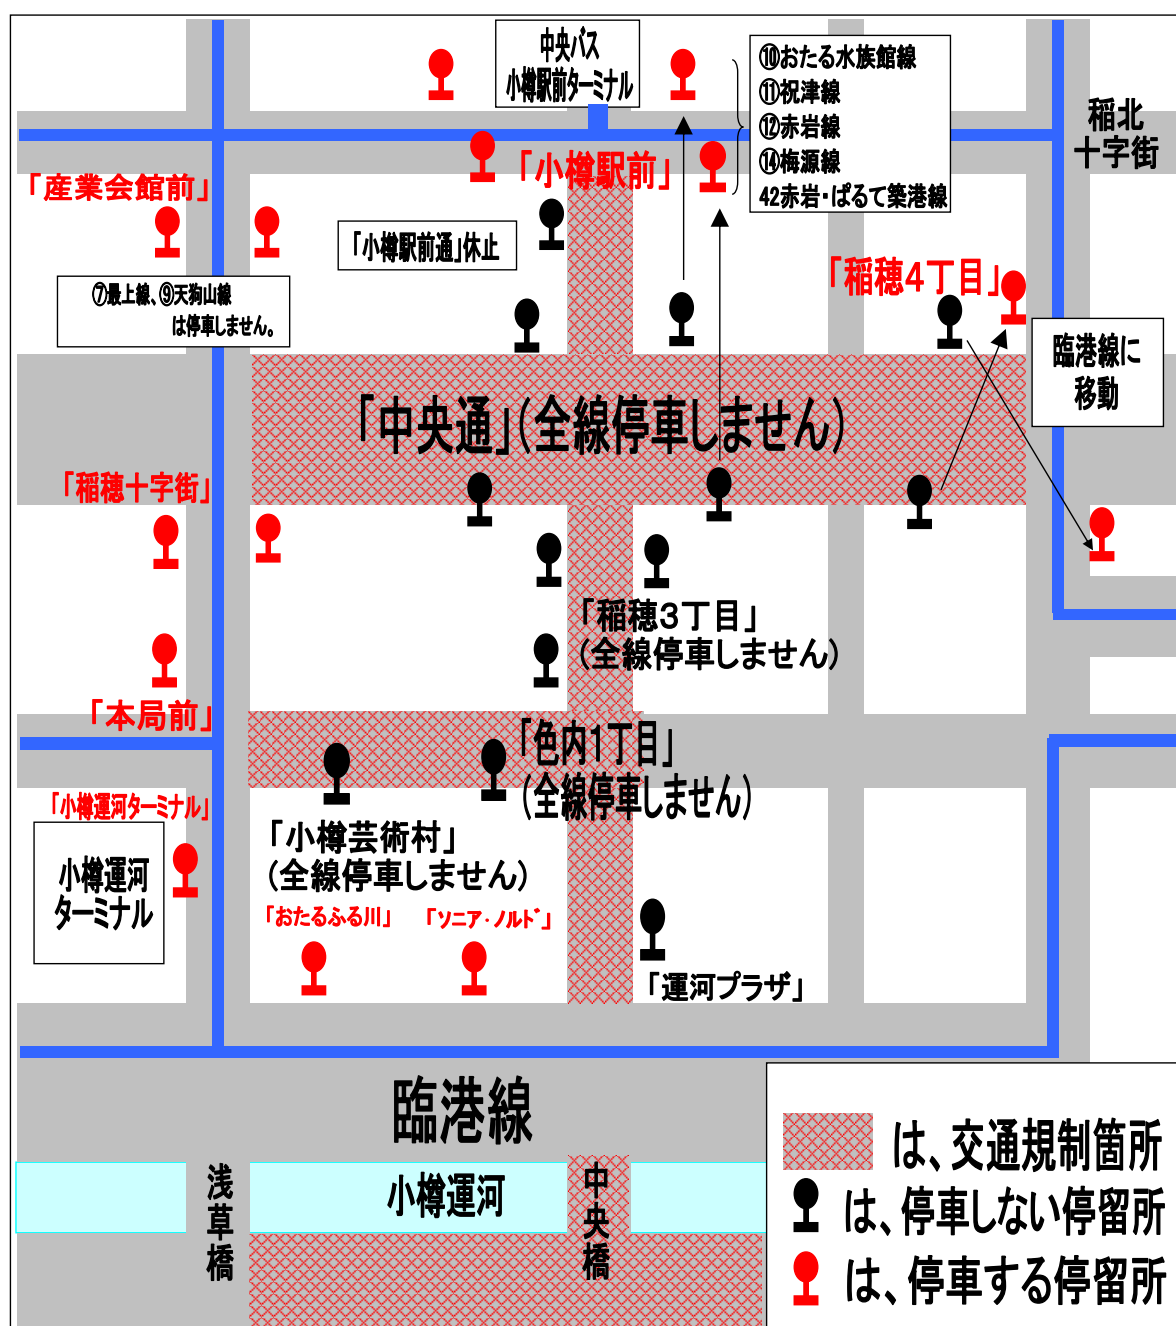 中央バス
小樽駅前ターミナル
⑩おたる水族館線
⑪祝津線
⑫赤岩線
⑭梅源線
42赤岩・ぱるて築港線
稲北
十字街
「小樽駅前」
「産業会館前」
「小樽駅前通」休止
⑦最上線、⑨天狗山線
は停車しません。
「稲穂4丁目」
臨港線に
移動
「中央通」(全線停車しません)
「稲穂十字街」
「稲穂3丁目」
(全線停車しません)
「本局前」
「色内1丁目」
(全線停車しません)
「小樽運河ターミナル」
小樽運河
ターミナル
「小樽芸術村」
(全線停車しません)
「おたるふる川」
「ソニア・ノルド」
「運河プラザ」
臨港線
浅草橋
小樽運河
中央橋
は、交通規制箇所
は、停車しない停留所
は、停車する停留所